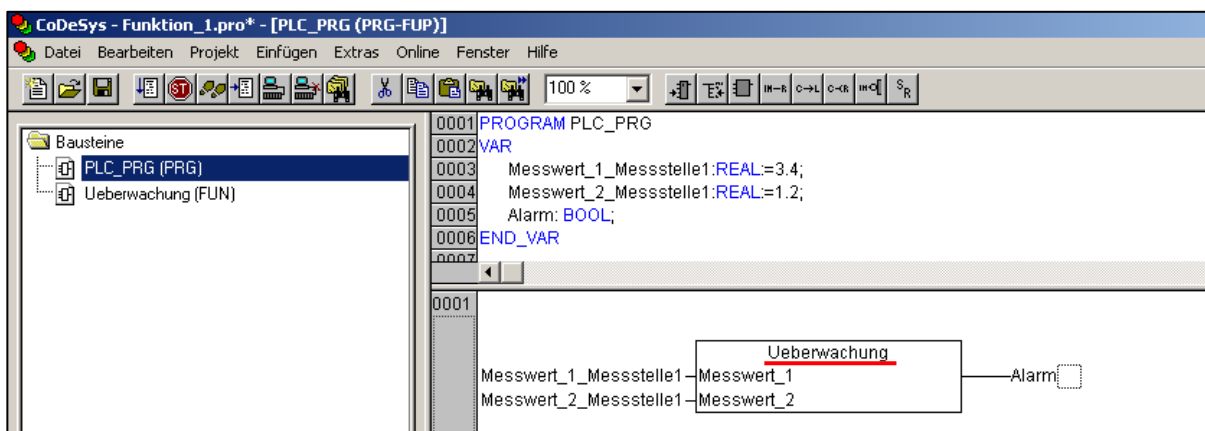 CoDeSys - Funktion_1.pro* - [PLC_PRG (PRG-FUP)]
Datei Bearbeiten Projekt Einfügen Extras Online Fenster Hilfe
100 %
Bausteine
PLC_PRG (PRG)
Ueberwachung (FUN)
0001 PROGRAM PLC_PRG
0002 VAR
0003 Messwert_1_Messstelle1:REAL:=3.4;
0004 Messwert_2_Messstelle1:REAL:=1.2;
0005 Alarm: BOOL;
0006 END_VAR
0007
0001
Ueberwachung
Messwert_1_Messstelle1 Messwert_1 Alarm
Messwert_2_Messstelle1 Messwert_2